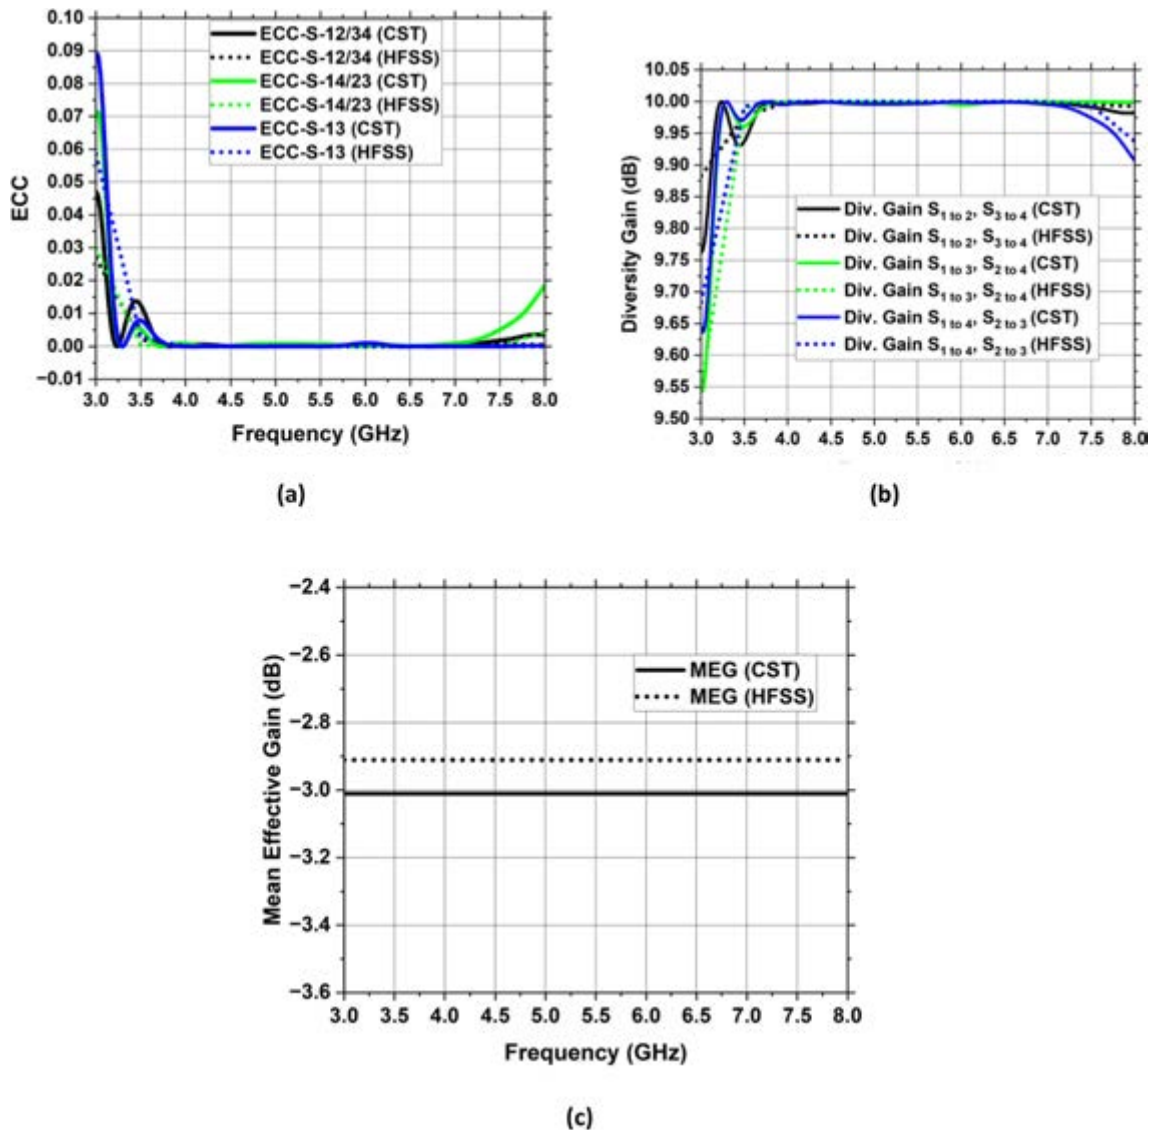 0.10
0.09
0.08
0.07
0.06
0.05
0.04
0.03
0.02
0.01
0.00
−0.01
ECC
ECC-S-12/34 (CST)
ECC-S-12/34 (HFSS)
ECC-S-14/23 (CST)
ECC-S-14/23 (HFSS)
ECC-S-13 (CST)
ECC-S-13 (HFSS)
3.0 3.5 4.0 4.5 5.0 5.5 6.0 6.5 7.0 7.5 8.0
Frequency (GHz)
(a)
10.05
10.00
9.95
9.90
9.85
9.80
9.75
9.70
9.65
9.60
9.55
9.50
Diversity Gain (dB)
Div. Gain S1 to 2, S3 to 4 (CST)
Div. Gain S1 to 2, S3 to 4 (HFSS)
Div. Gain S1 to 3, S2 to 4 (CST)
Div. Gain S1 to 3, S2 to 4 (HFSS)
Div. Gain S1 to 4, S2 to 3 (CST)
Div. Gain S1 to 4, S2 to 3 (HFSS)
3.0 3.5 4.0 4.5 5.0 5.5 6.0 6.5 7.0 7.5 8.0
(b)
−2.4
−2.6
−2.8
−3.0
−3.2
−3.4
−3.6
Mean Effective Gain (dB)
MEG (CST)
MEG (HFSS)
3.0 3.5 4.0 4.5 5.0 5.5 6.0 6.5 7.0 7.5 8.0
Frequency (GHz)
(c)